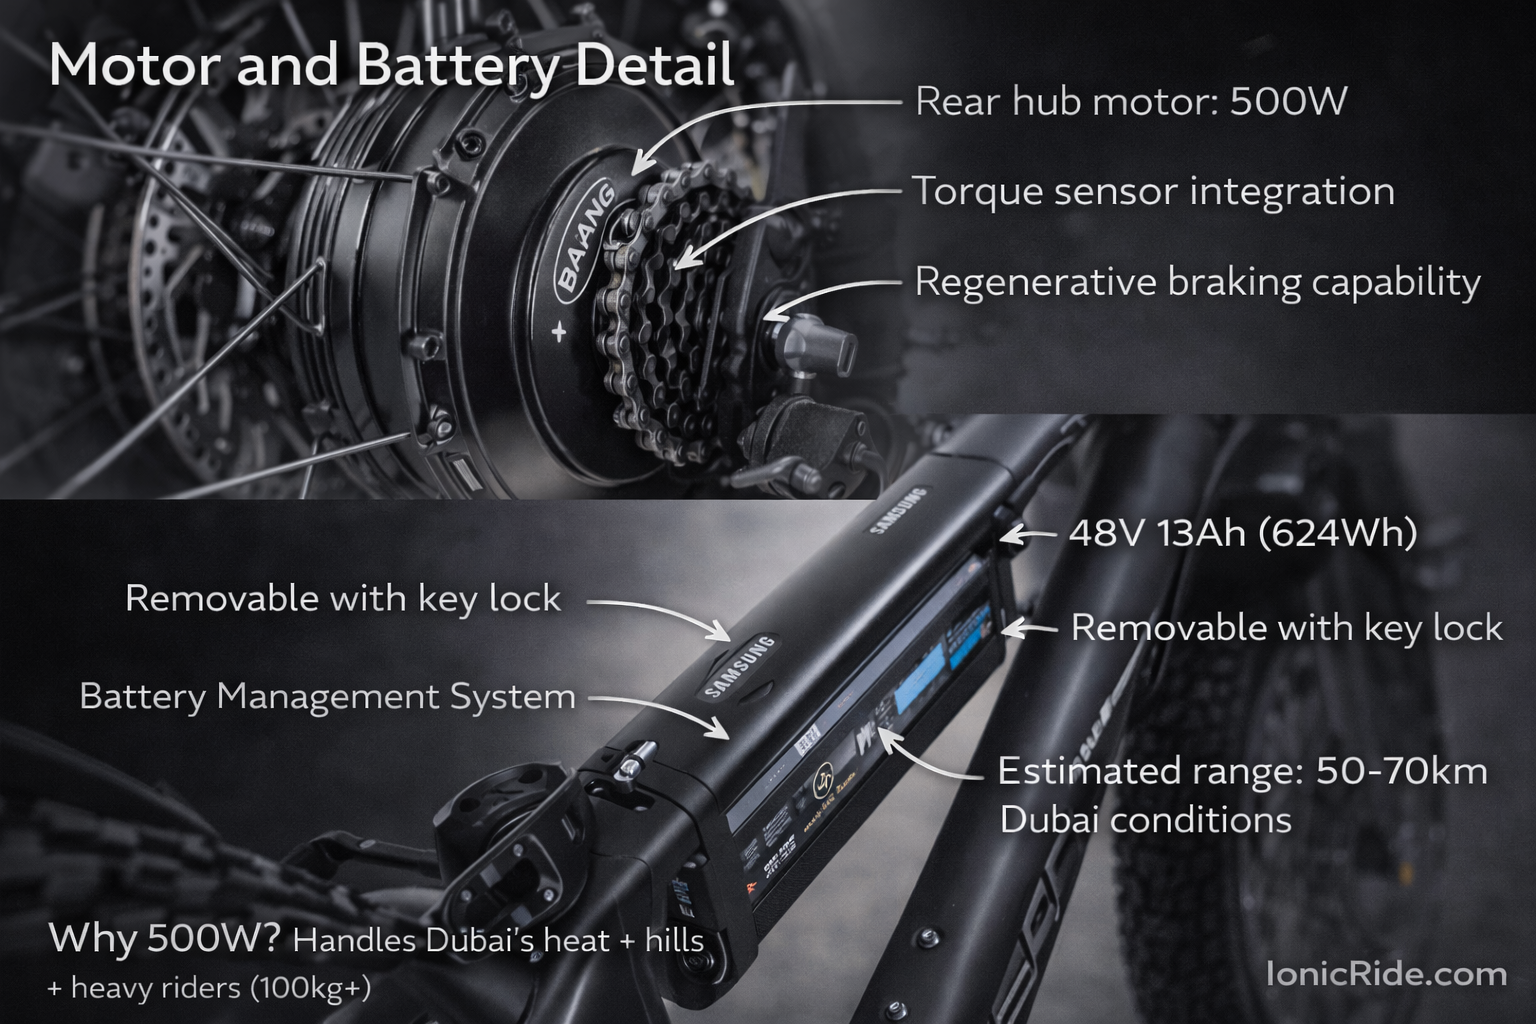 Motor and Battery Detail
Rear hub motor: 500W
Torque sensor integration
Regenerative braking capability
BAANG
+
SAMSUNG
48V 13Ah (624Wh)
Removable with key lock
Removable with key lock
SAMSUNG
Battery Management System
Estimated range: 50-70km
Dubai conditions
Why 500W? Handles Dubai's heat + hills
+ heavy riders (100kg+)
IonicRide.com